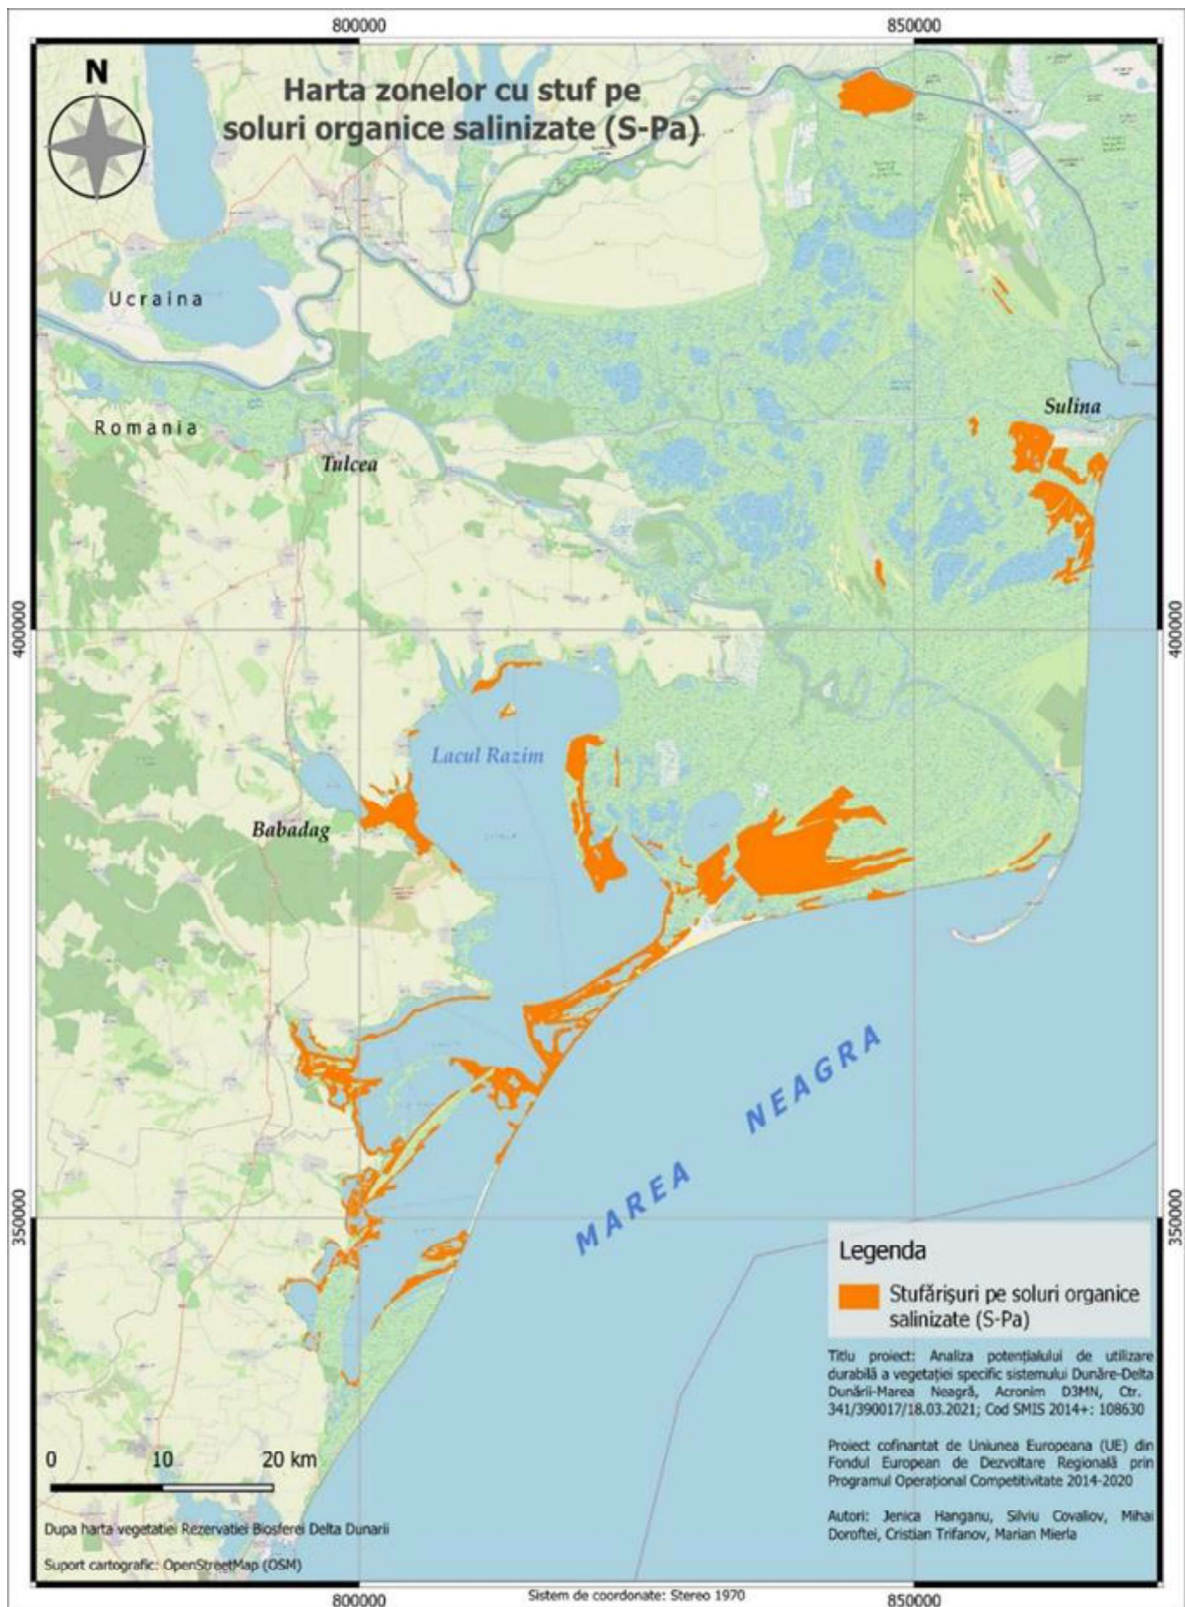 800000
850000
N
Harta zonelor cu stuf pe
soluri organice salinizate (S-Pa)
Ucraina
Sulina
Romania
Tulcea
400000
400000
Lacul Razim
Babadag
MAREA NEAGRA
350000
350000
Legenda
Stufărișuri pe soluri organice
salinizate (S-Pa)
Titlu proiect: Analiza potențialului de utilizare
durabilă a vegetației specific sistemului Dunăre-Delta
Dunării-Marea Neagră, Acronim D3MN, Ctr.
341/390017/18.03.2021; Cod SMIS 2014+: 108630
Proiect cofinantat de Uniunea Europeana (UE) din
Fondul European de Dezvoltare Regională prin
Programul Operațional Competitivitate 2014-2020
Autori: Jenica Hanganu, Silviu Covaliov, Mihai
Doroftei, Cristian Trifanov, Marian Mierla
0 10 20 km
Dupa harta vegetatiei Rezervatiei Biosferei Delta Dunarii
Suport cartografic: OpenStreetMap (OSM)
Sistem de coordonate: Stereo 1970
800000
850000